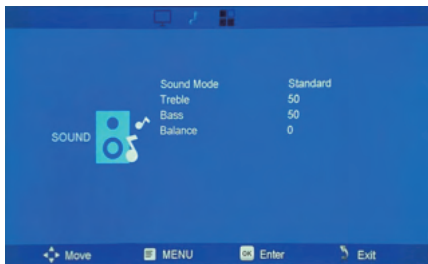 Sound Mode Standard
Treble 50
Bass 50
SOUND
Balance 0
Move MENU OK Enter Exit